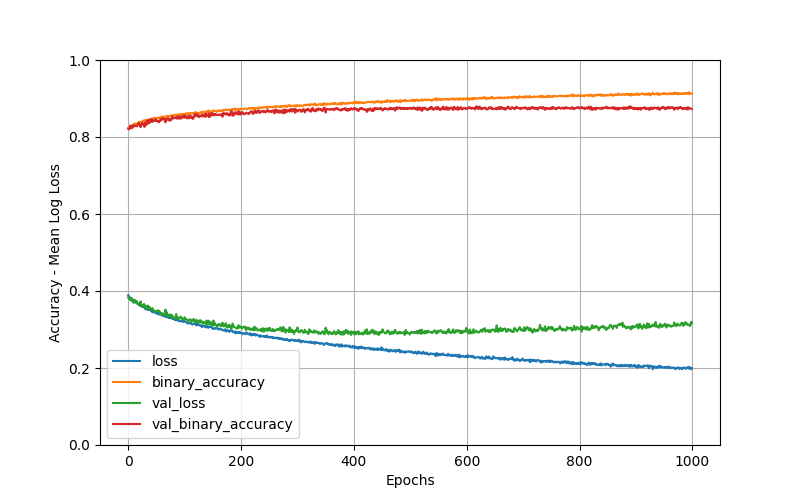 1.0
0.8
0.6
0.4
0.2
0.0
Accuracy - Mean Log Loss
loss
binary_accuracy
val_loss
val_binary_accuracy
0 200 400 600 800 1000
Epochs